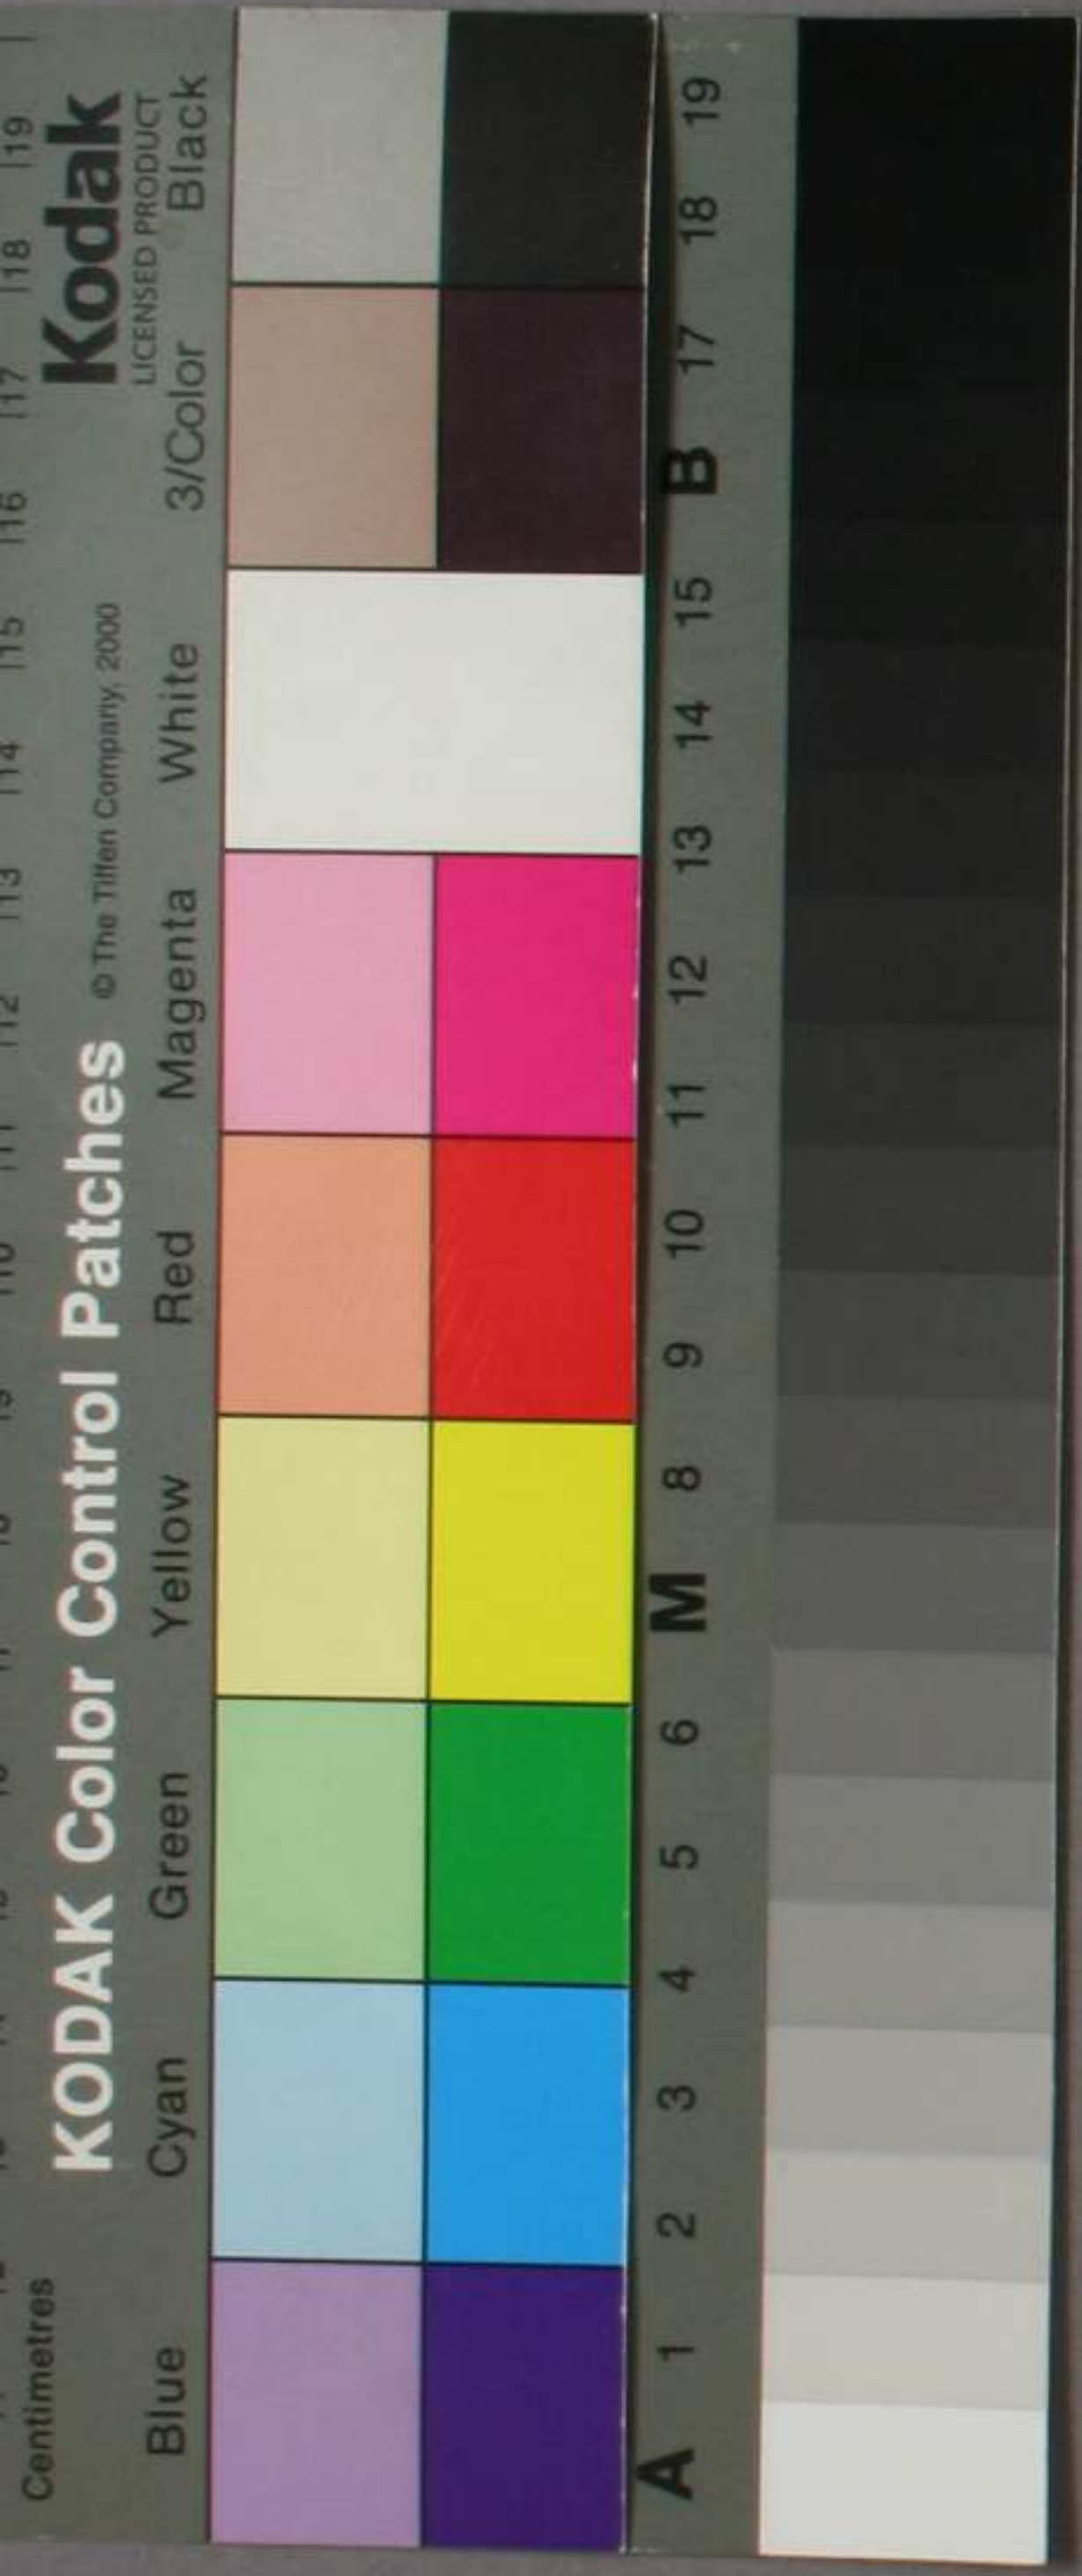 Centimetres
KODAK Color Control Patches © The Tiffen Company, 2000
Kodak
LICENSED PRODUCT
Blue Cyan Green Yellow Red Magenta White 3/Color Black
A 1 2 3 4 5 6 M 8 9 10 11 12 13 14 15 B 17 18 19